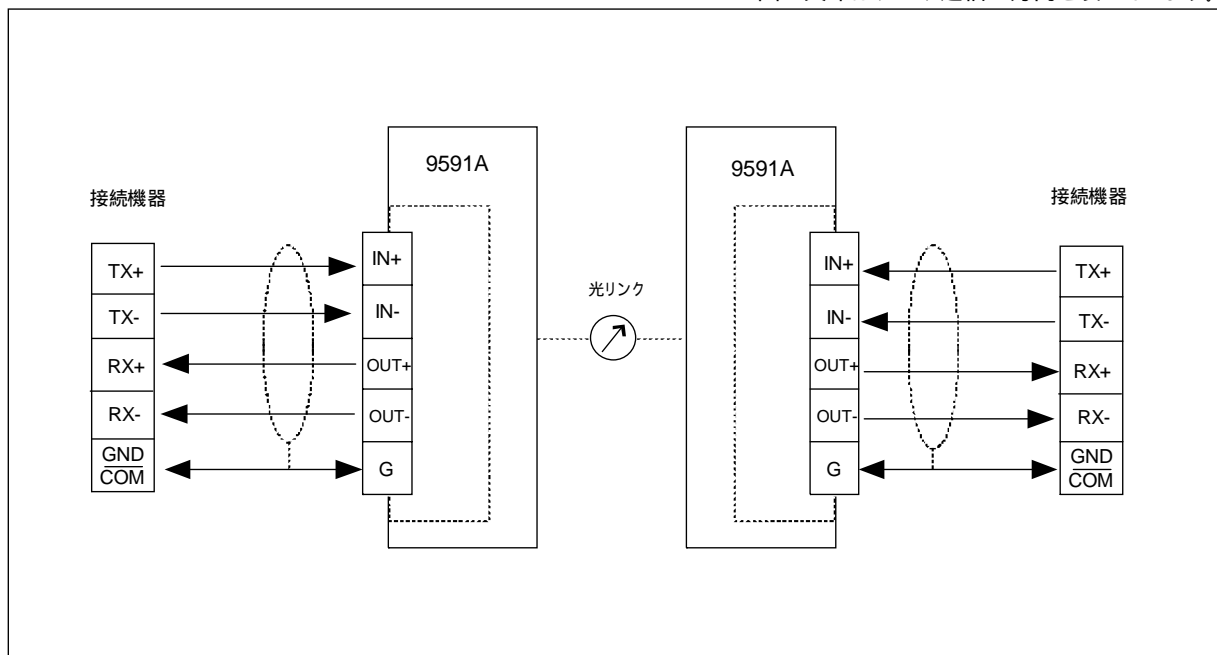 9591A
9591A
接続機器
接続機器
TX+
TX-
RX+
RX-
GND
COM
IN+
IN-
OUT+
OUT-
G
光リンク
IN+
IN-
OUT+
OUT-
G
TX+
TX-
RX+
RX-
GND
COM